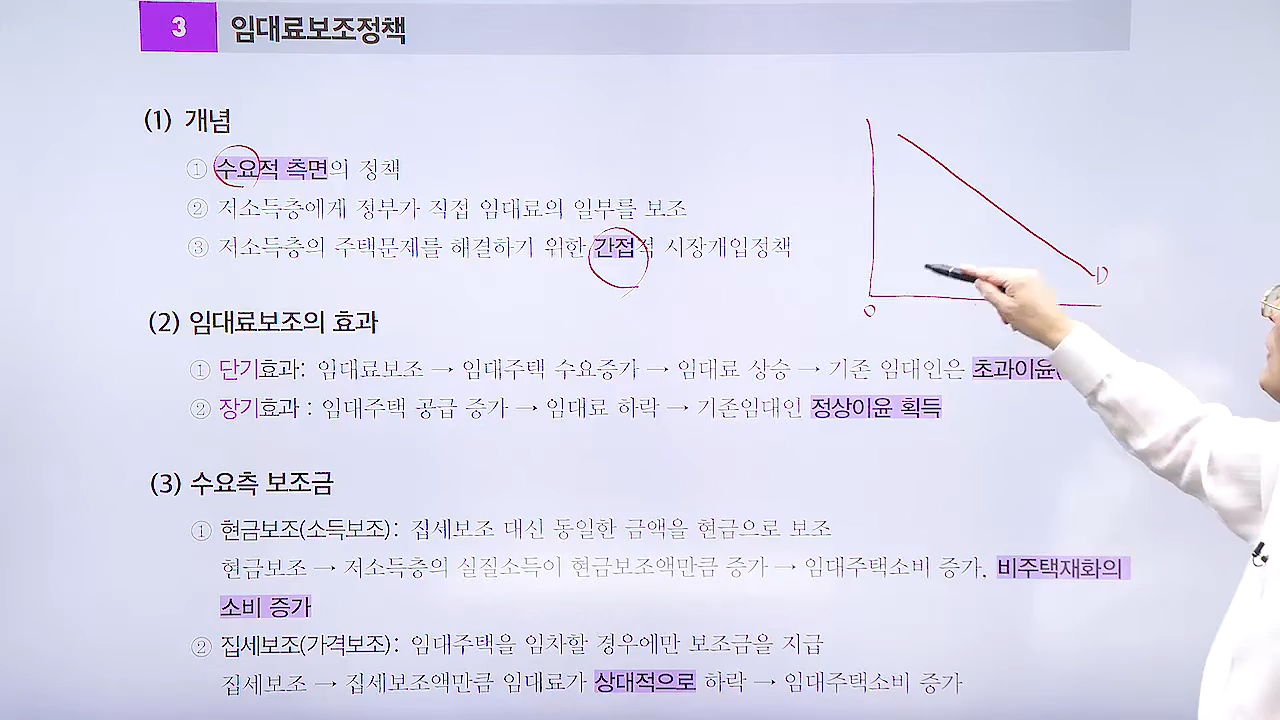 3 임대료보조정책
(1) 개념
① 수요적 측면의 정책
② 저소득층에게 정부가 직접 임대료의 일부를 보조
③ 저소득층의 주택문제를 해결하기 위한 간접적 시장개입정책
D
O
(2) 임대료보조의 효과
① 단기효과: 임대료보조 → 임대주택 수요증가 → 임대료 상승 → 기존 임대인은 초과이윤(
② 장기효과 : 임대주택 공급 증가 → 임대료 하락 → 기존임대인 정상이윤 획득
(3) 수요측 보조금
① 현금보조(소득보조): 집세보조 대신 동일한 금액을 현금으로 보조
현금보조 → 저소득층의 실질소득이 현금보조액만큼 증가 → 임대주택소비 증가, 비주택재화의
소비 증가
② 집세보조(가격보조): 임대주택을 임차할 경우에만 보조금을 지급
집세보조 → 집세보조액만큼 임대료가 상대적으로 하락 → 임대주택소비 증가